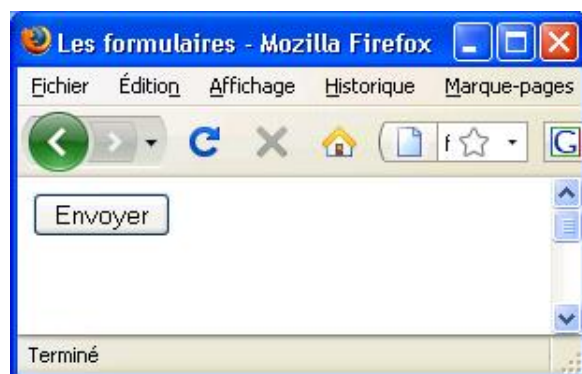 Les formulaires - Mozilla Firefox
Fichier Édition Affichage Historique Marque-pages
f G
Envoyer
Terminé